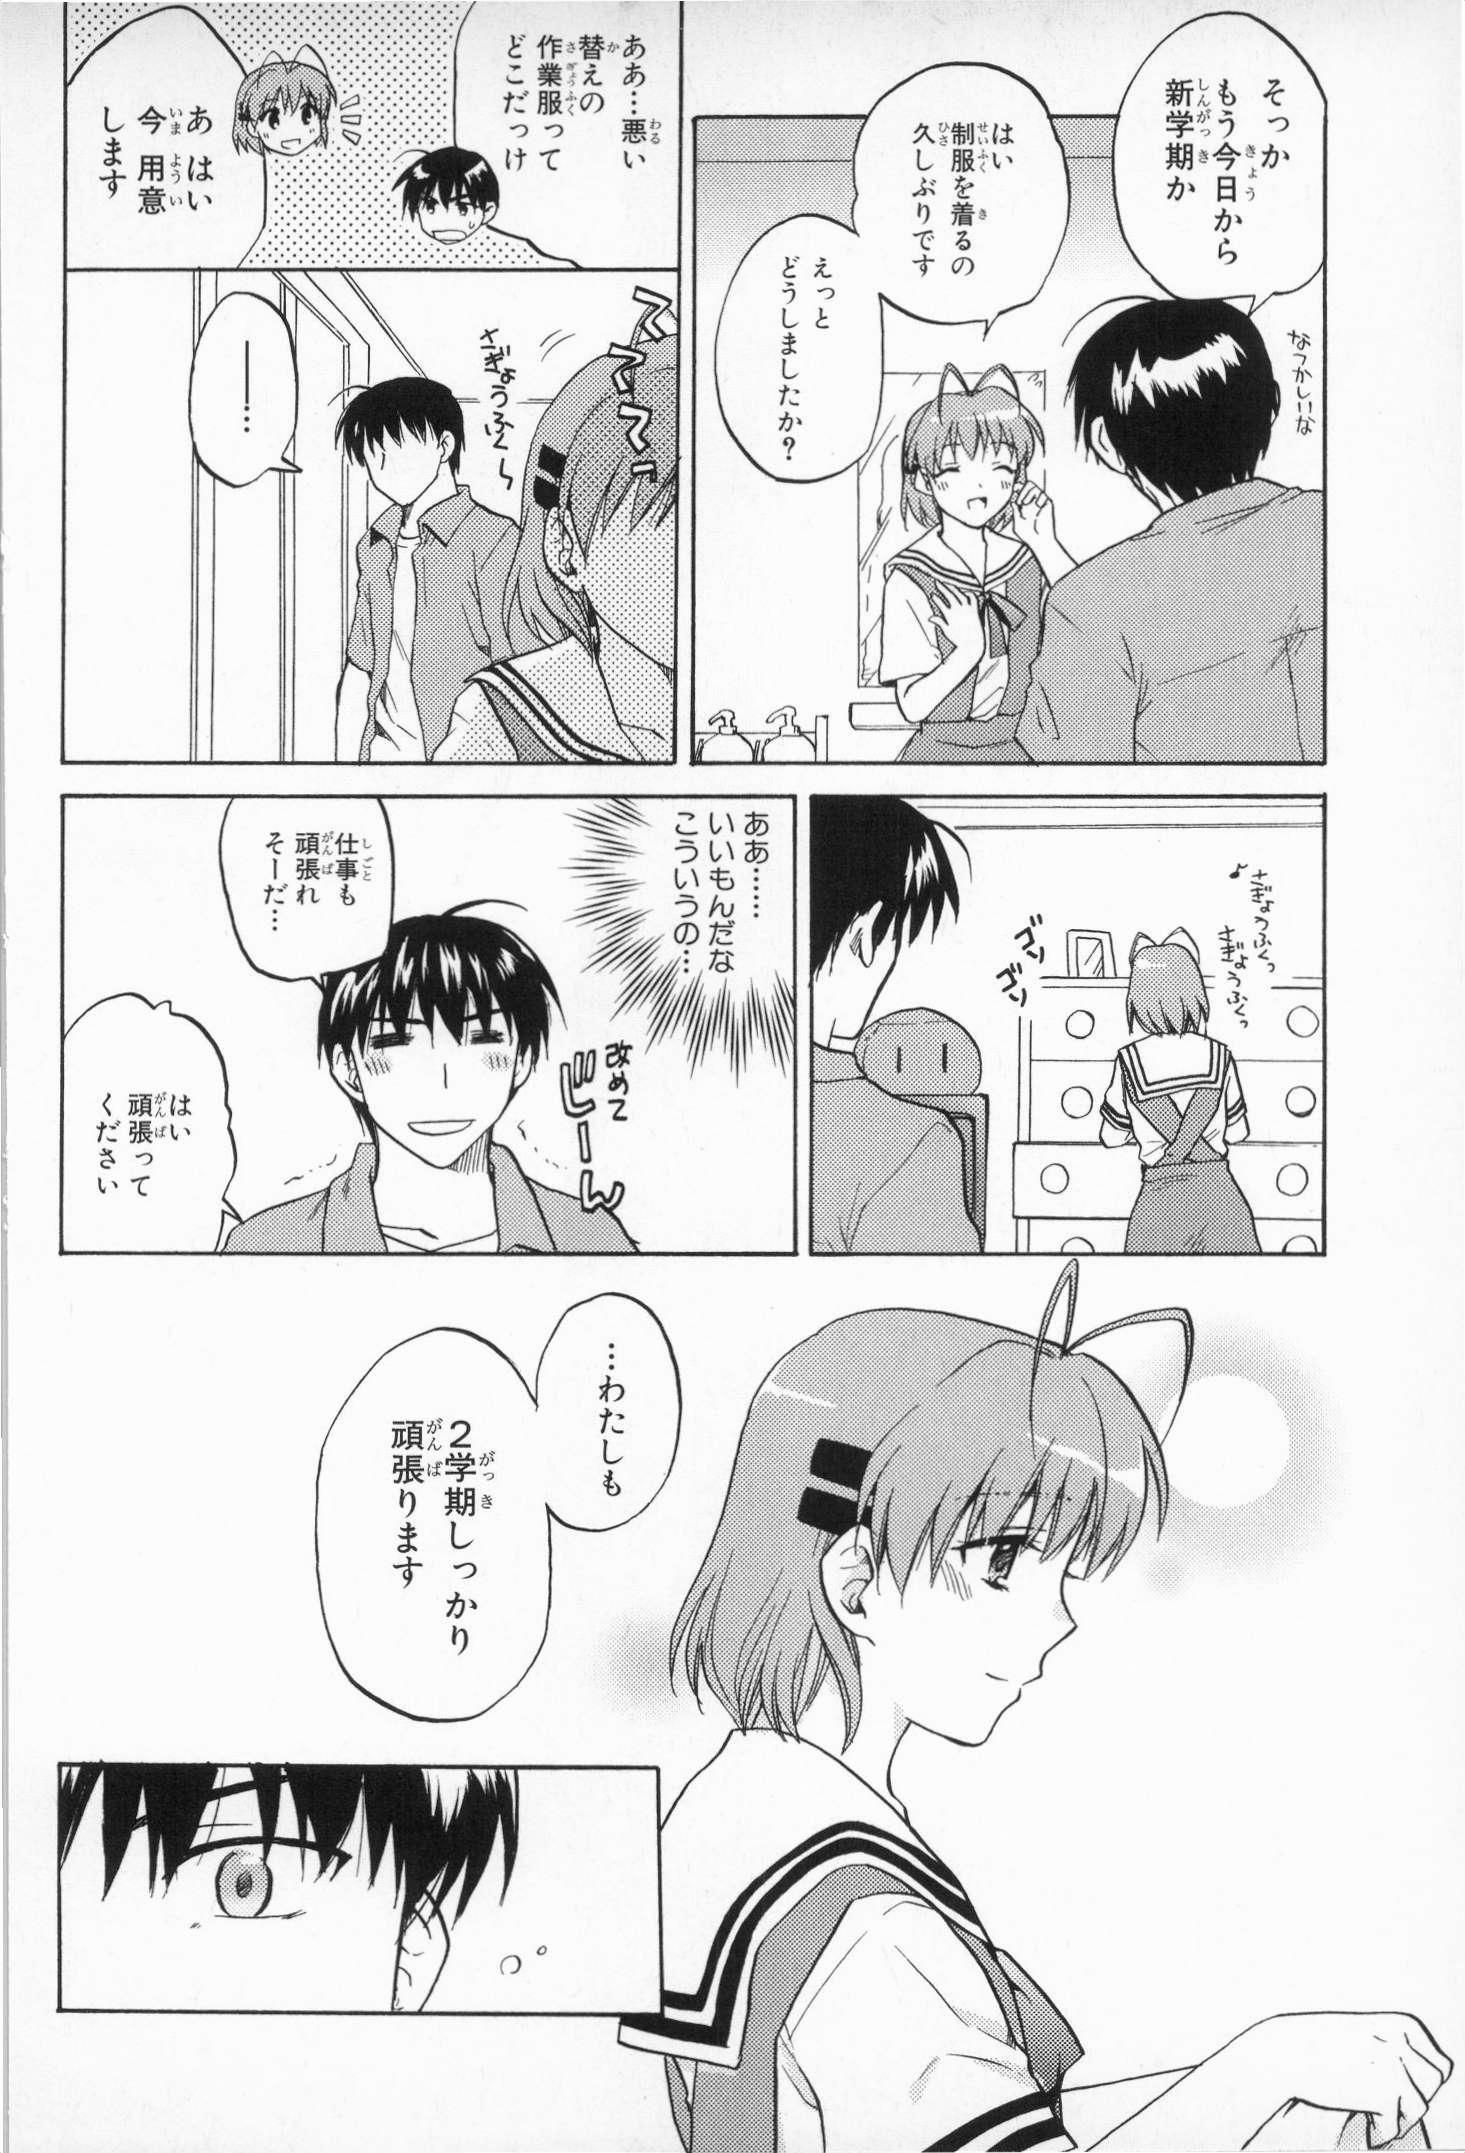 そっか
もう今日から
新学期か
なつかしいな
はい
制服を着るの
久しぶりです
えっと
どうしましたか?
ああ…悪い
替えの
作業服って
どこだっけ
あ はい
今 用意
します
てててってっ
さぎょうふく〜
――…
さぎょうふくっ
さぎょうふくっ
♪
ゴソ
ゴソ
ああ……
いいもんだな
こういうの…
改めて
じーん
仕事も
頑張れ
そーだ…
はい
頑張って
ください
…わたしも
2学期しっかり
頑張ります